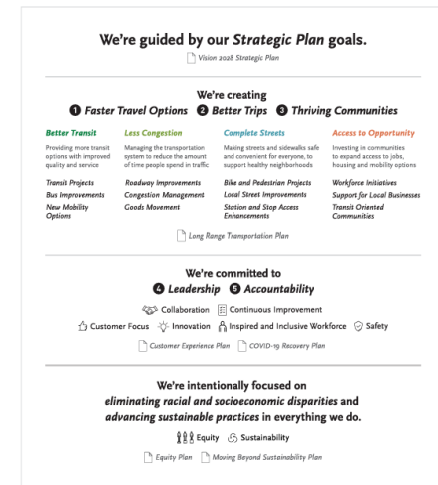 We're guided by our Strategic Plan goals.
Vision 2028 Strategic Plan
We're creating
1 Faster Travel Options 2 Better Trips 3 Thriving Communities
Better Transit
Providing more transit
options with improved
quality and service
Transit Projects
Bus Improvements
New Mobility
Options
Less Congestion
Managing the transportation
system to reduce the amount
of time people spend in traffic
Roadway Improvements
Congestion Management
Goods Movement
Complete Streets
Making streets and sidewalks safe
and convenient for everyone, to
support healthy neighborhoods
Bike and Pedestrian Projects
Local Street Improvements
Station and Stop Access
Enhancements
Access to Opportunity
Investing in communities
to expand access to jobs,
housing and mobility options
Workforce Initiatives
Support for Local Businesses
Transit Oriented
Communities
Long Range Transportation Plan
We're committed to
4 Leadership 5 Accountability
Collaboration Continuous Improvement
Customer Focus Innovation Inspired and Inclusive Workforce Safety
Customer Experience Plan COVID-19 Recovery Plan
We're intentionally focused on
eliminating racial and socioeconomic disparities and
advancing sustainable practices in everything we do.
Equity Sustainability
Equity Plan Moving Beyond Sustainability Plan